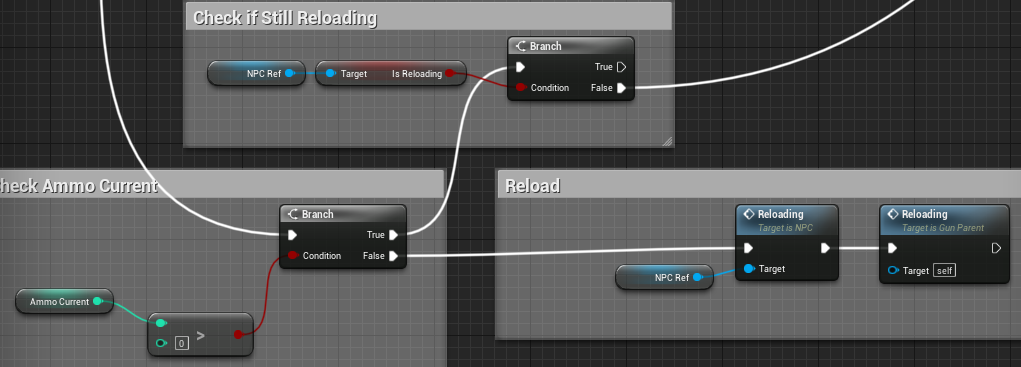 Check if Still Reloading
Branch
NPC Ref
Target
Is Reloading
True
Condition
False
heck Ammo Current
Reload
Branch
True
Condition
False
Reloading
Target is NPC
Target
Reloading
Target is Gun Parent
Target
self
NPC Ref
Ammo Current
>
0